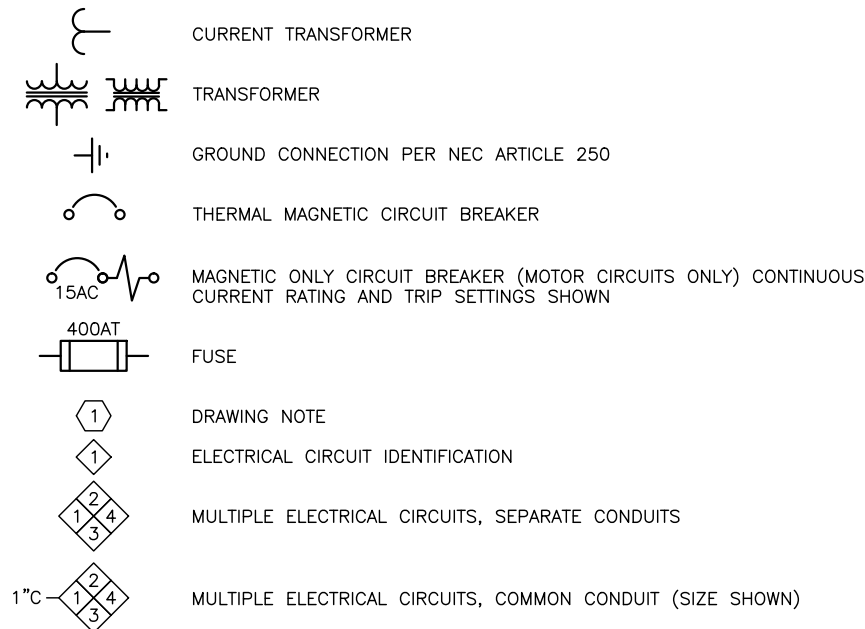 CURRENT TRANSFORMER
TRANSFORMER
GROUND CONNECTION PER NEC ARTICLE 250
THERMAL MAGNETIC CIRCUIT BREAKER
15AC
MAGNETIC ONLY CIRCUIT BREAKER (MOTOR CIRCUITS ONLY) CONTINUOUS
CURRENT RATING AND TRIP SETTINGS SHOWN
400AT
FUSE
1
DRAWING NOTE
1
ELECTRICAL CIRCUIT IDENTIFICATION
2
1 4
3
MULTIPLE ELECTRICAL CIRCUITS, SEPARATE CONDUITS
2
1"C 1 4
3
MULTIPLE ELECTRICAL CIRCUITS, COMMON CONDUIT (SIZE SHOWN)